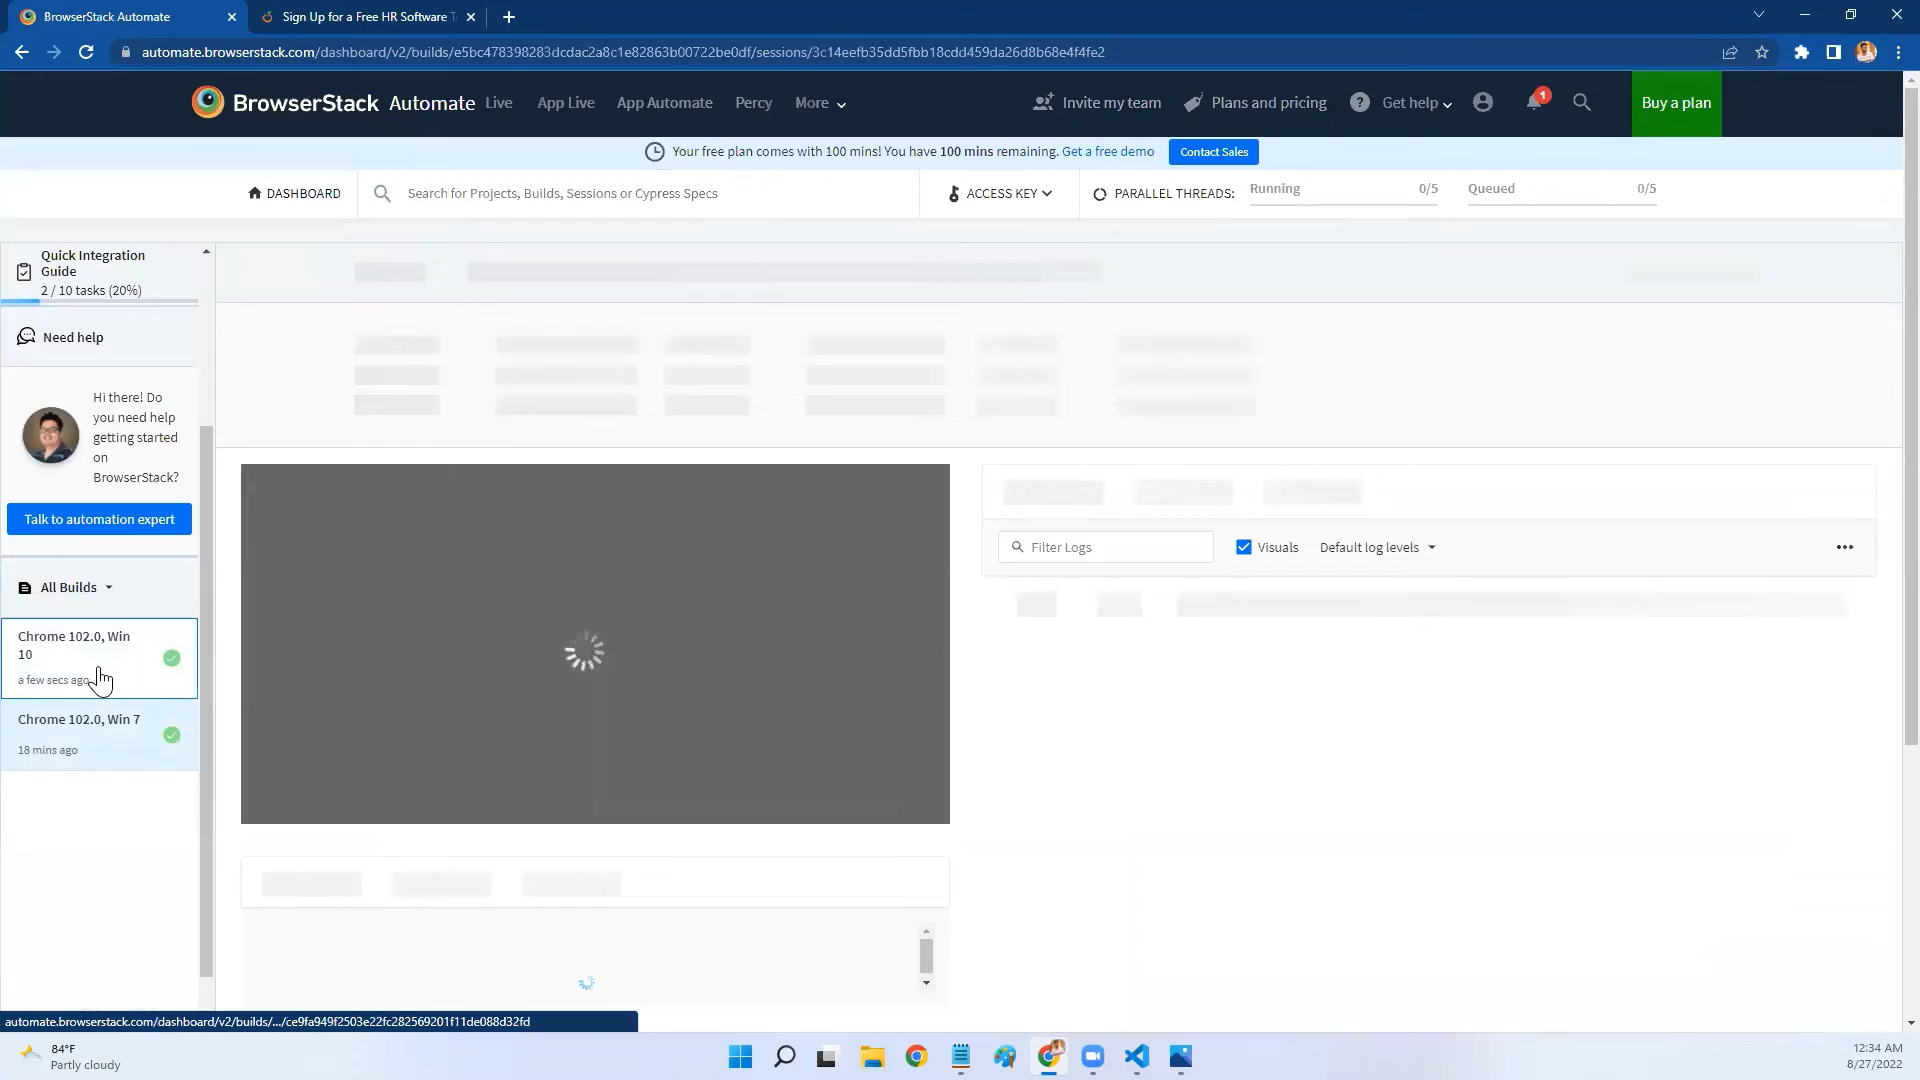 BrowserStack Automate
Sign Up for a Free HR Software T
automate.browserstack.com/dashboard/v2/builds/e5bc478398283dcdac2a8c1e82863b00722be0df/sessions/3c14eefb35dd5fbb18cdd459da26d8b68e4f4fe2
BrowserStack Automate Live App Live App Automate Percy More Invite my team Plans and pricing ? Get help 1 Buy a plan
Your free plan comes with 100 mins! You have 100 mins remaining. Get a free demo Contact Sales
DASHBOARD Search for Projects, Builds, Sessions or Cypress Specs ACCESS KEY PARALLEL THREADS: Running 0/5 Queued 0/5
Quick Integration
Guide
2 / 10 tasks (20%)
Need help
Hi there! Do
you need help
getting started
on
BrowserStack?
Talk to automation expert
Filter Logs Visuals Default log levels
All Builds
Chrome 102.0, Win
10
a few secs ago
Chrome 102.0, Win 7
18 mins ago
automate.browserstack.com/dashboard/v2/builds/.../ce9fa949f2503e22fc282569201f11de088d32fd
84°F
Partly cloudy
12:34 AM
8/27/2022